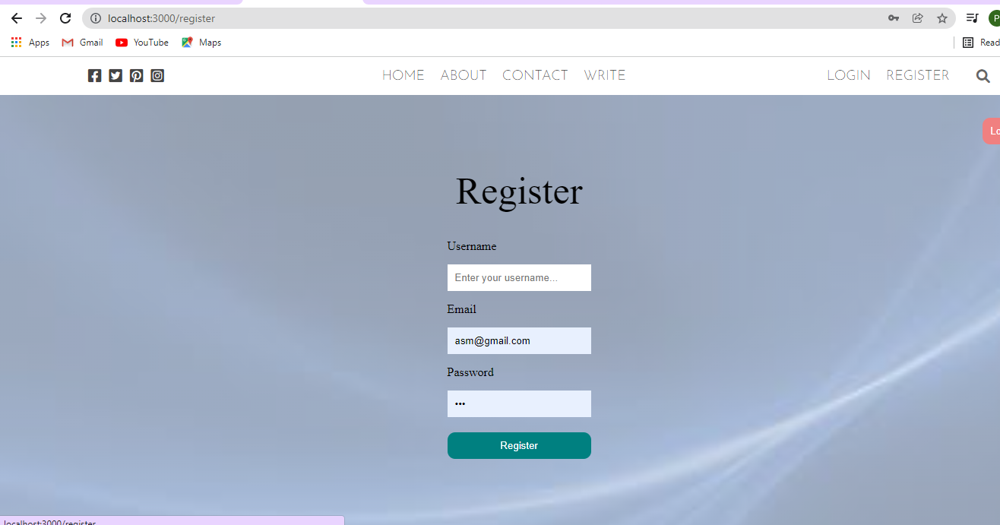 localhost:3000/register
P
Apps Gmail YouTube Maps Read
HOME ABOUT CONTACT WRITE LOGIN REGISTER
Lo
Register
Username
Enter your username...
Email
asm@gmail.com
Password
•••
Register
localhost:3000/register